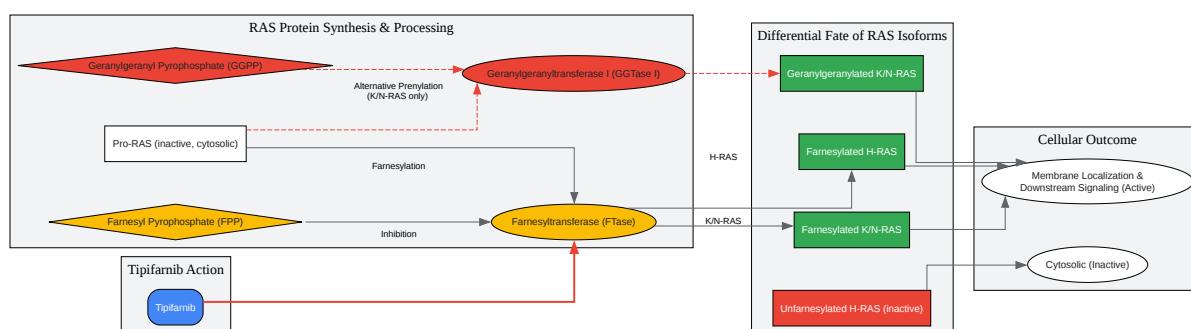 RAS Protein Synthesis & Processing
Geranylgeranyl Pyrophosphate (GGPP)
Geranylgeranyltransferase I (GGTase I)
Alternative Prenylation
(K/N-RAS only)
Pro-RAS (inactive, cytosolic)
Farnesylation
Farnesyl Pyrophosphate (FPP)
Inhibition
Farnesyltransferase (FTase)
Tipifarnib Action
Tipifarnib
H-RAS
K/N-RAS
Differential Fate of RAS Isoforms
Geranylgeranylated K/N-RAS
Farnesylated H-RAS
Farnesylated K/N-RAS
Unfarnesylated H-RAS (inactive)
Cellular Outcome
Membrane Localization &
Downstream Signaling (Active)
Cytosolic (Inactive)